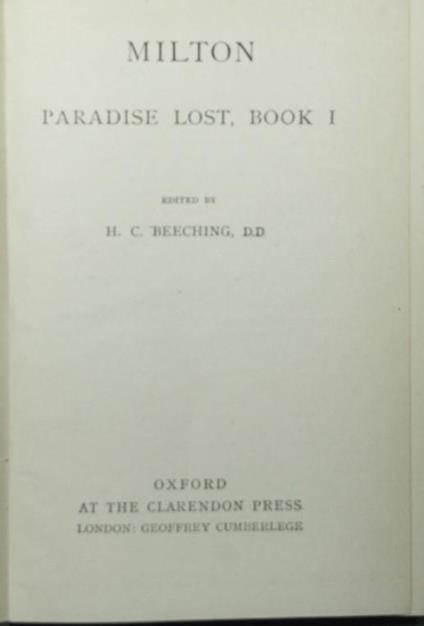 MILTON
PARADISE LOST, BOOK I
EDITED BY
H. C. BEECHING, D.D
OXFORD
AT THE CLARENDON PRESS
LONDON: GEOFFREY CUMBERLEGE